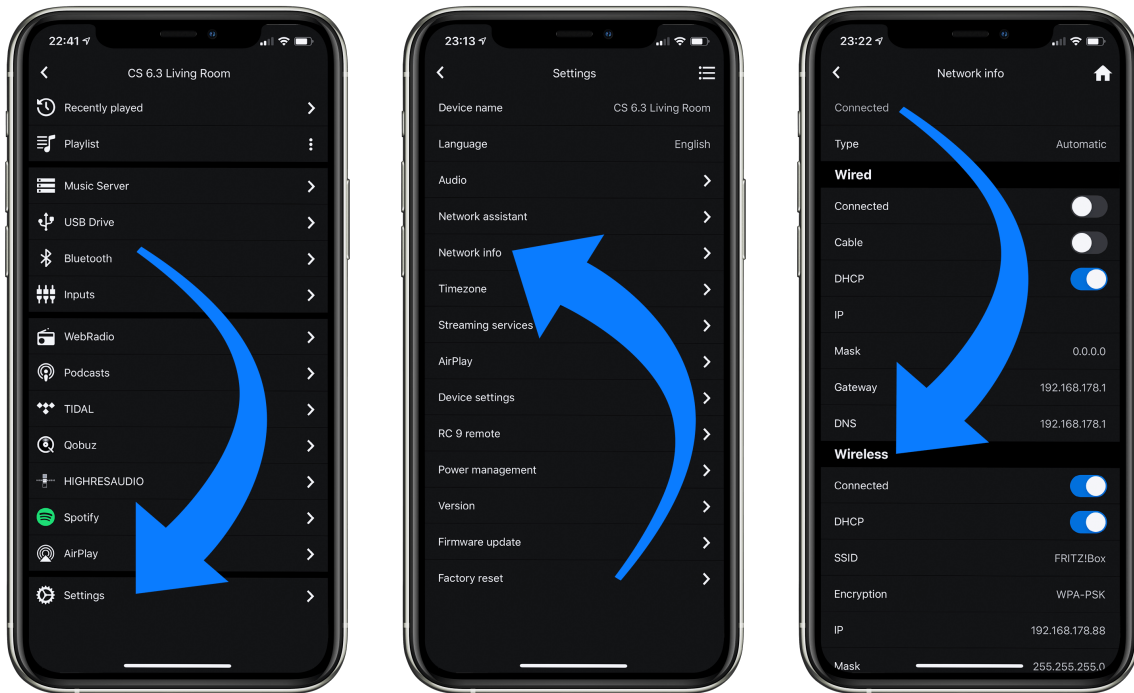 22:41
CS 6.3 Living Room
Recently played
Playlist
Music Server
USB Drive
Bluetooth
Inputs
WebRadio
Podcasts
TIDAL
Qobuz
HIGHRESAUDIO
Spotify
AirPlay
Settings
23:13
Settings
Device name CS 6.3 Living Room
Language English
Audio
Network assistant
Network info
Timezone
Streaming services
AirPlay
Device settings
RC 9 remote
Power management
Version
Firmware update
Factory reset
23:22
Network info
Connected
Type Automatic
Wired
Connected
Cable
DHCP
IP
Mask 0.0.0.0
Gateway 192.168.178.1
DNS 192.168.178.1
Wireless
Connected
DHCP
SSID FRITZ!Box
Encryption WPA-PSK
IP 192.168.178.88
Mask 255.255.255.0